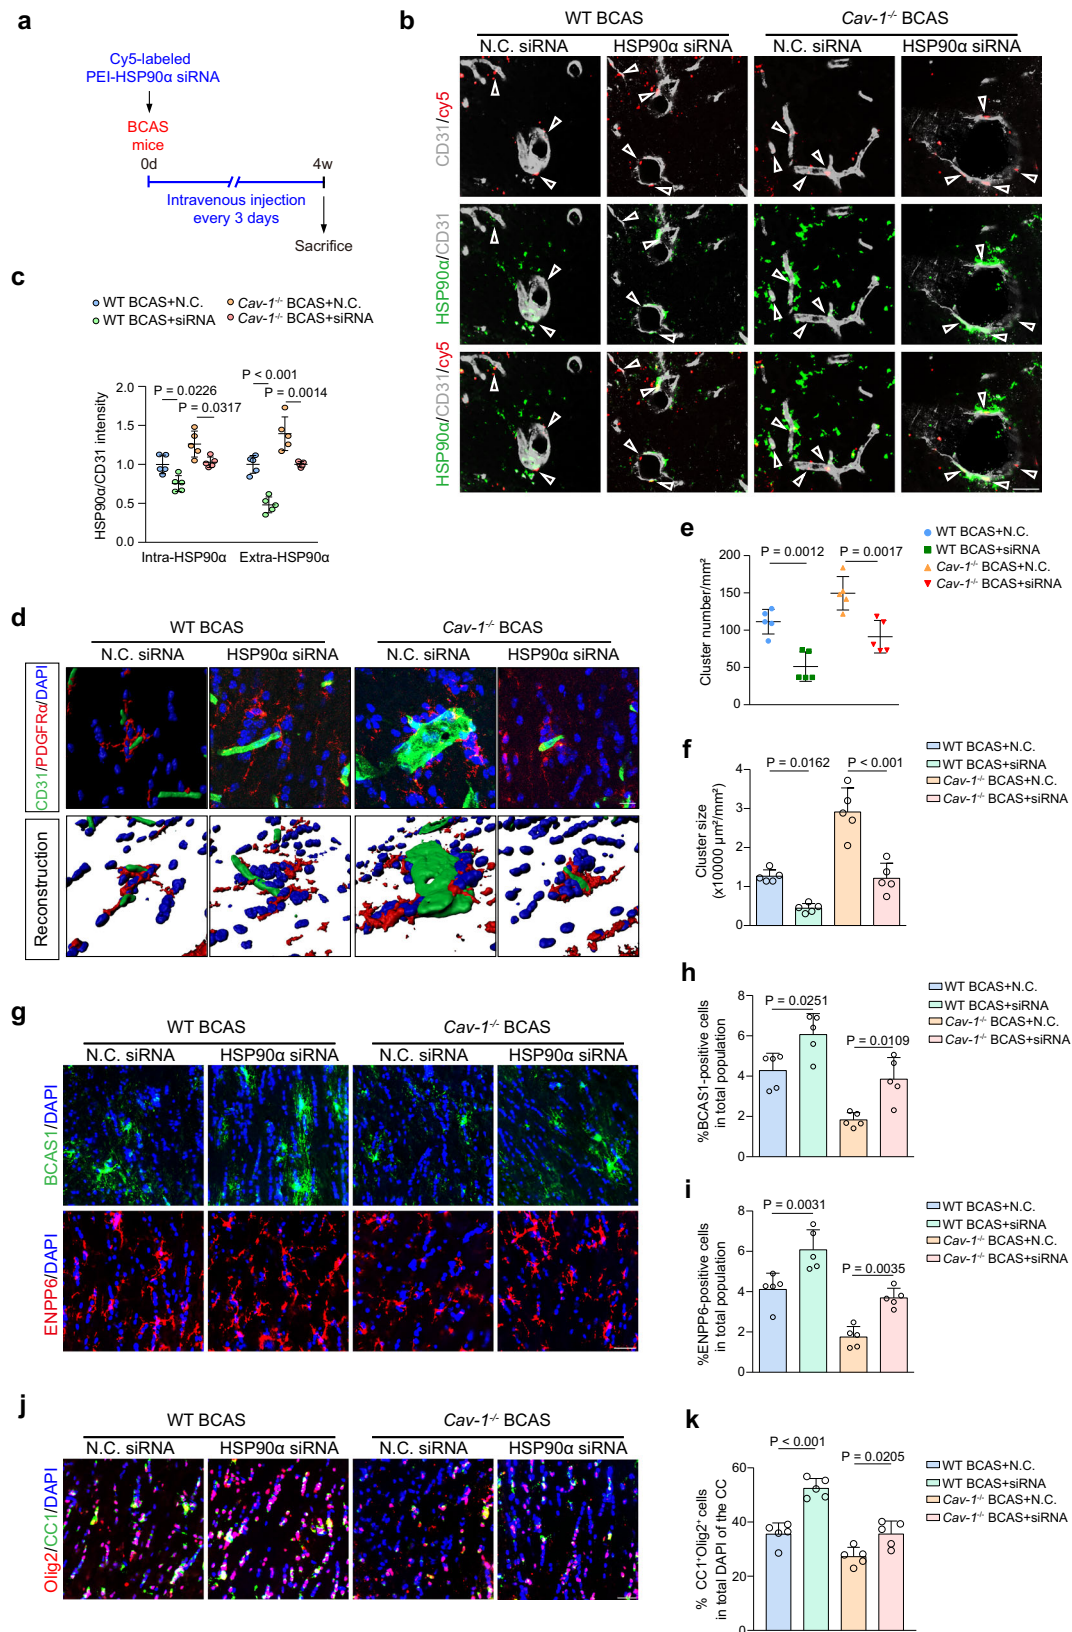 a
Cy5-labeled
PEI-HSP90α siRNA
BCAS
mice
0d
4w
Intravenous injection
every 3 days
Sacrifice
b
WT BCAS
Cav-1-/- BCAS
N.C. siRNA
HSP90α siRNA
N.C. siRNA
HSP90α siRNA
CD31/cy5
HSP90α/CD31
HSP90α/CD31/cy5
c
WT BCAS+N.C.
Cav-1-/- BCAS+N.C.
WT BCAS+siRNA
Cav-1-/- BCAS+siRNA
HSP90α/CD31 intensity
2.0
1.5
1.0
0.5
0.0
P = 0.0226
P = 0.0317
P < 0.001
P = 0.0014
Intra-HSP90α
Extra-HSP90α
d
WT BCAS
Cav-1-/- BCAS
N.C. siRNA
HSP90α siRNA
N.C. siRNA
HSP90α siRNA
CD31/PDGFRα/DAPI
Reconstruction
e
Cluster number/mm²
200
150
100
50
0
P = 0.0012
P = 0.0017
WT BCAS+N.C.
WT BCAS+siRNA
Cav-1-/- BCAS+N.C.
Cav-1-/- BCAS+siRNA
f
Cluster size
(x10000 μm²/mm²)
4
3
2
1
0
P = 0.0162
P < 0.001
WT BCAS+N.C.
WT BCAS+siRNA
Cav-1-/- BCAS+N.C.
Cav-1-/- BCAS+siRNA
g
WT BCAS
Cav-1-/- BCAS
N.C. siRNA
HSP90α siRNA
N.C. siRNA
HSP90α siRNA
BCAS1/DAPI
ENPP6/DAPI
h
%BCAS1-positive cells
in total population
8
6
4
2
0
P = 0.0251
P = 0.0109
WT BCAS+N.C.
WT BCAS+siRNA
Cav-1-/- BCAS+N.C.
Cav-1-/- BCAS+siRNA
i
%ENPP6-positive cells
in total population
8
6
4
2
0
P = 0.0031
P = 0.0035
WT BCAS+N.C.
WT BCAS+siRNA
Cav-1-/- BCAS+N.C.
Cav-1-/- BCAS+siRNA
j
WT BCAS
Cav-1-/- BCAS
N.C. siRNA
HSP90α siRNA
N.C. siRNA
HSP90α siRNA
Olig2/CC1/DAPI
k
% CC1+Olig2+ cells
in total DAPI of the CC
60
40
20
0
P < 0.001
P = 0.0205
WT BCAS+N.C.
WT BCAS+siRNA
Cav-1-/- BCAS+N.C.
Cav-1-/- BCAS+siRNA